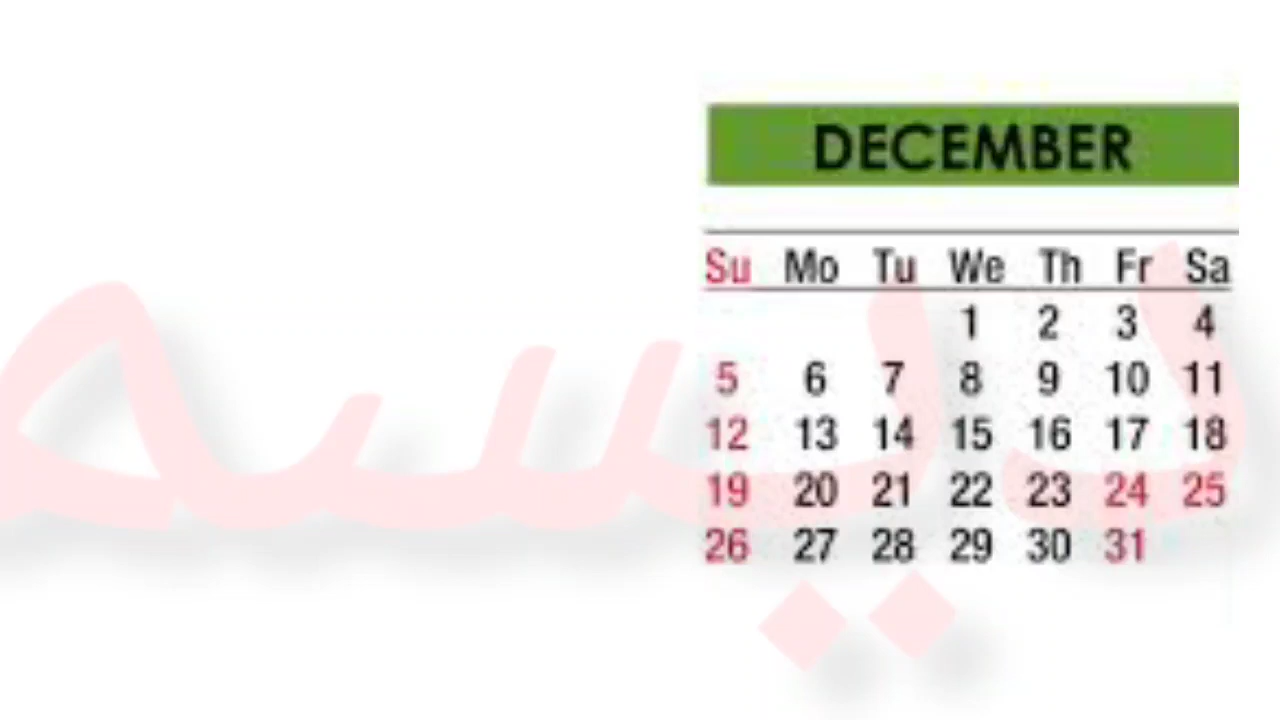 DECEMBER
Su Mo Tu We Th Fr Sa
1 2 3 4
5 6 7 8 9 10 11
12 13 14 15 16 17 18
19 20 21 22 23 24 25
26 27 28 29 30 31